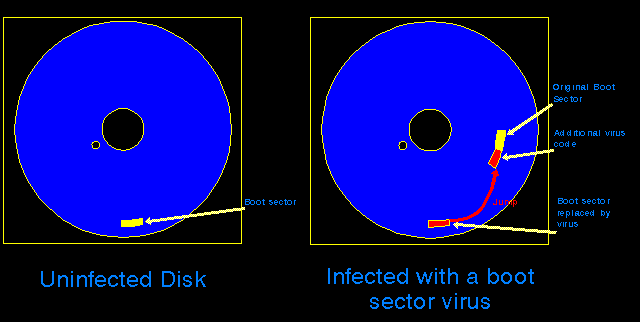 Original Boot
Sector
Additional virus
code
Boot sector
Jump
Boot sector
replaced by
virus
Uninfected Disk
Infected with a boot
sector virus